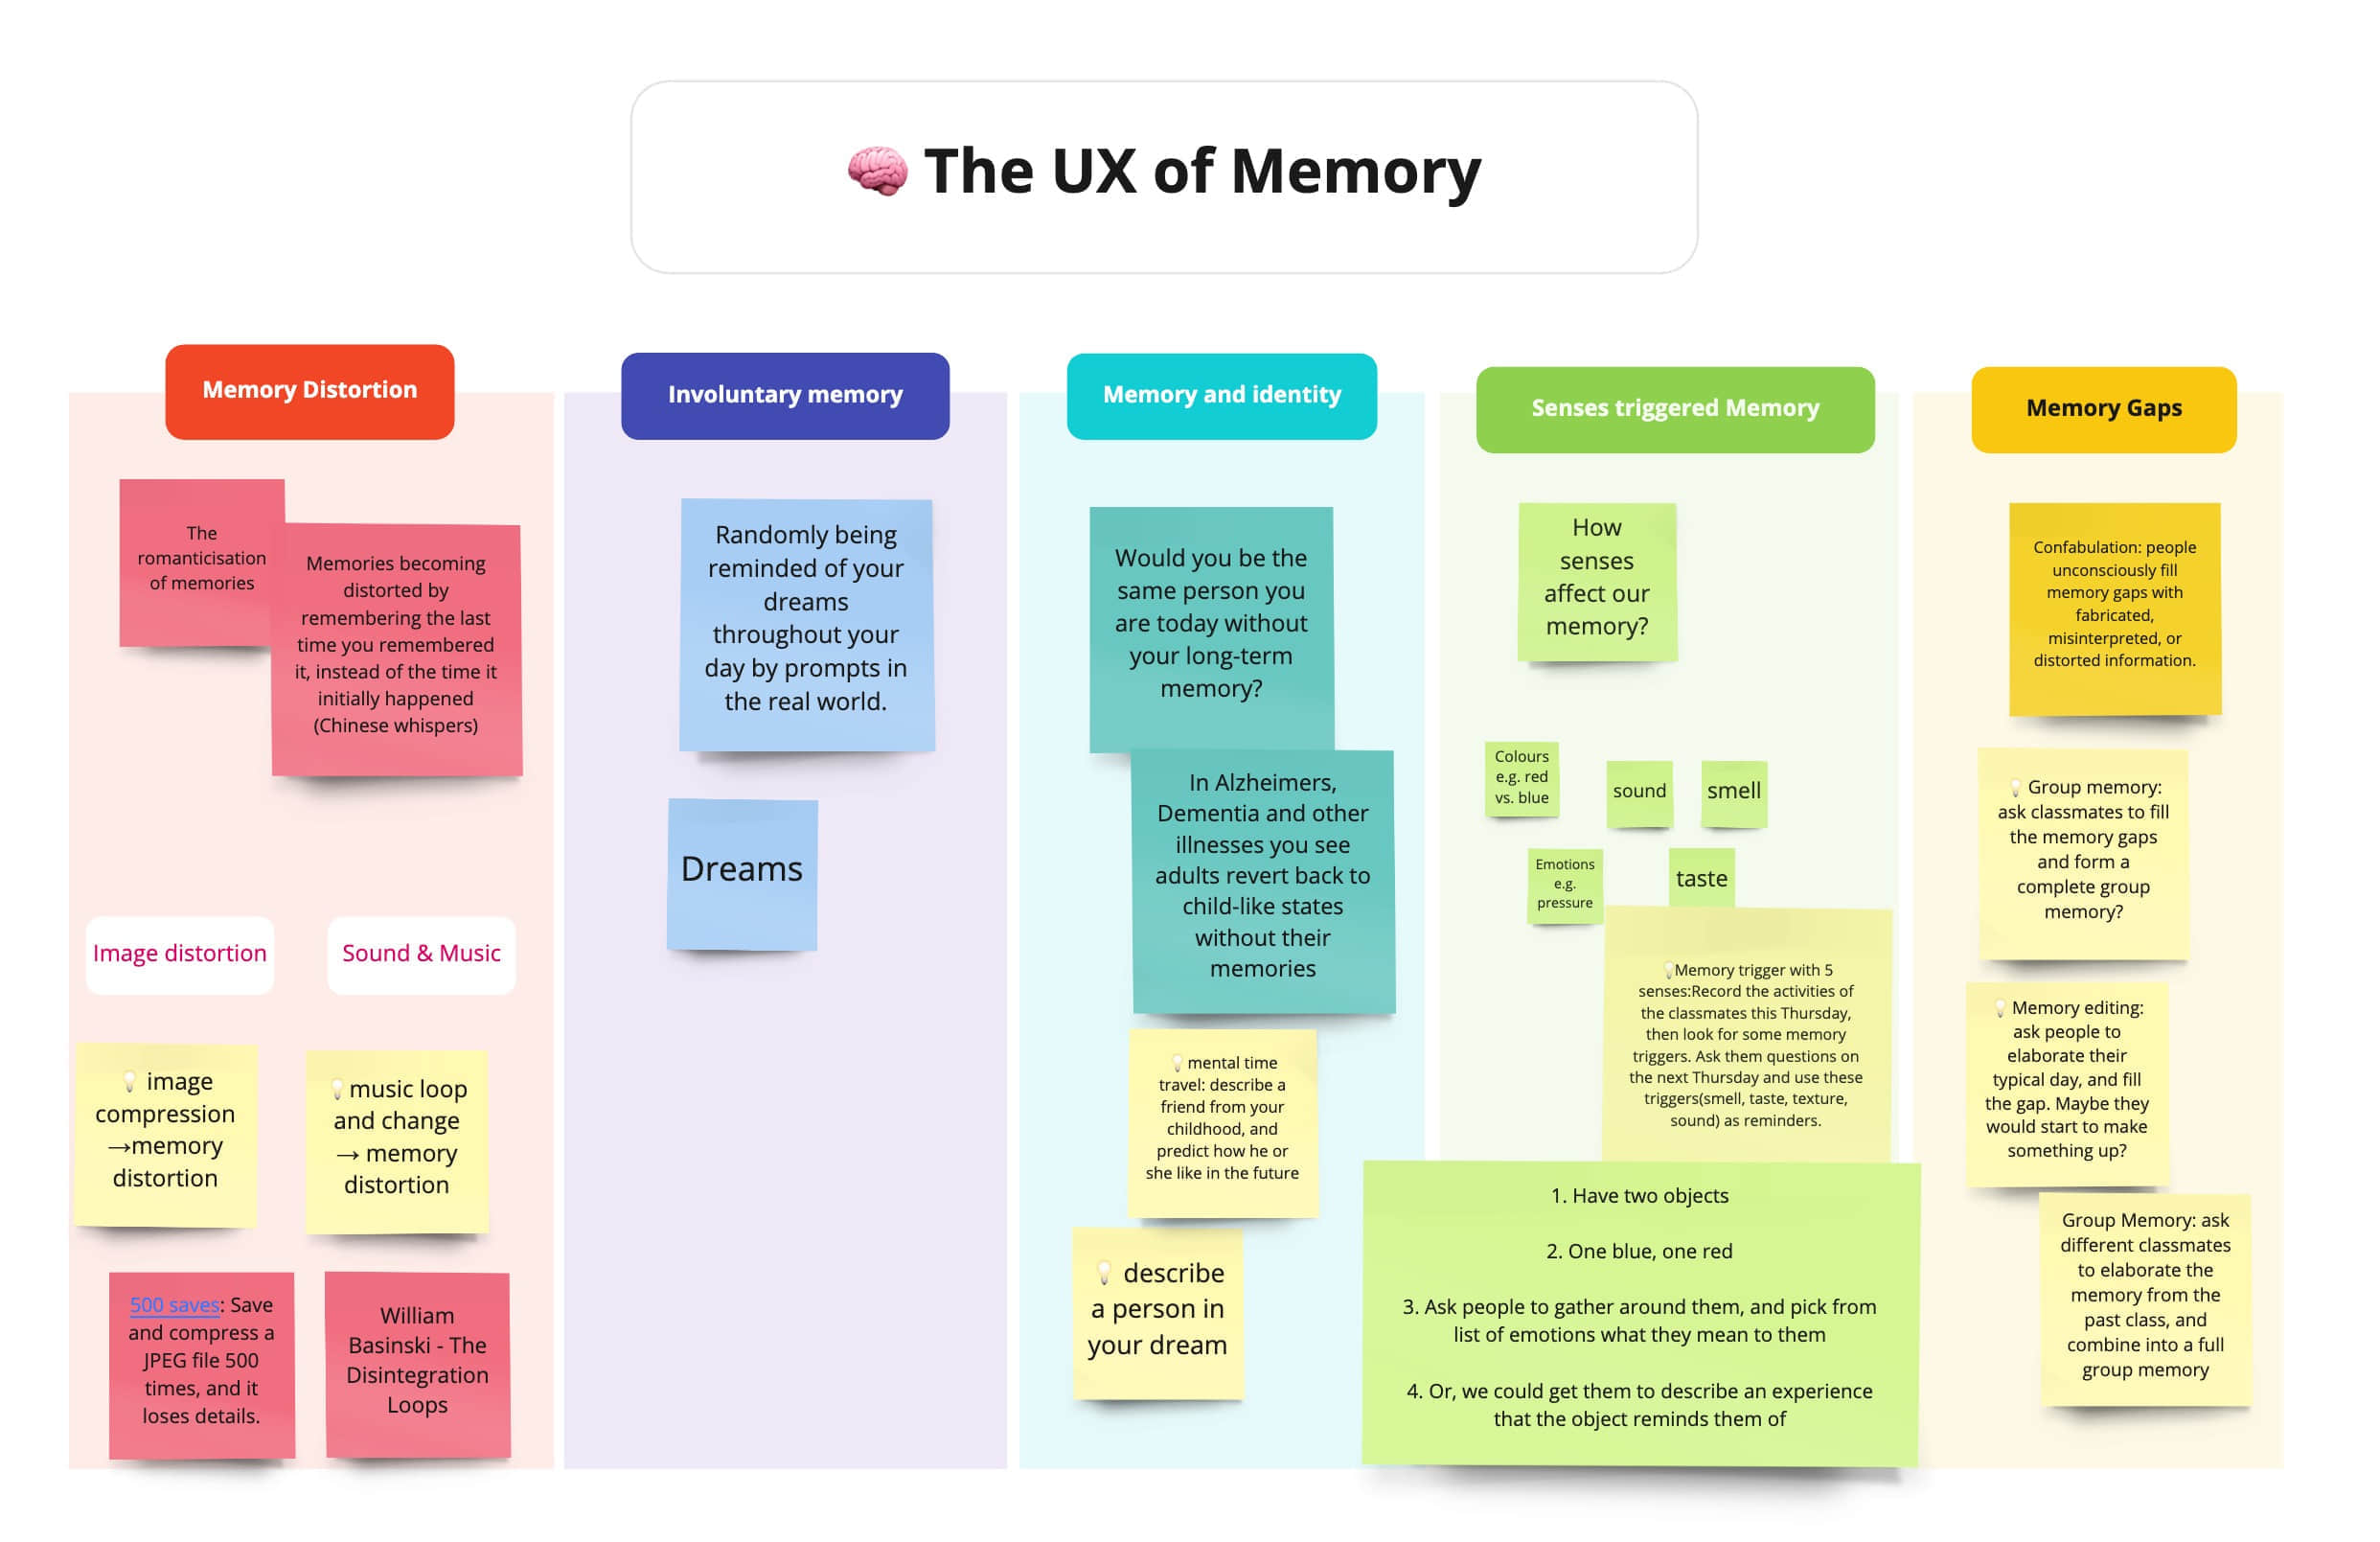 🧠 The UX of Memory
Memory Distortion
The
romanticisation
of memories
Memories becoming
distorted by
remembering the last
time you remembered
it, instead of the time it
initially happened
(Chinese whispers)
Image distortion
Sound & Music
💡 image
compression
→memory
distortion
💡music loop
and change
→ memory
distortion
500 saves: Save
and compress a
JPEG file 500
times, and it
loses details.
William
Basinski - The
Disintegration
Loops
Involuntary memory
Randomly being
reminded of your
dreams
throughout your
day by prompts in
the real world.
Dreams
Memory and identity
Would you be the
same person you
are today without
your long-term
memory?
In Alzheimers,
Dementia and other
illnesses you see
adults revert back to
child-like states
without their
memories
💡 mental time
travel: describe a
friend from your
childhood, and
predict how he or
she like in the future
💡 describe
a person in
your dream
Senses triggered Memory
How
senses
affect our
memory?
Colours
e.g. red
vs. blue
sound
smell
Emotions
e.g.
pressure
taste
💡Memory trigger with 5
senses:Record the activities of
the classmates this Thursday,
then look for some memory
triggers. Ask them questions on
the next Thursday and use these
triggers(smell, taste, texture,
sound) as reminders.
1. Have two objects
2. One blue, one red
3. Ask people to gather around them, and pick from
list of emotions what they mean to them
4. Or, we could get them to describe an experience
that the object reminds them of
Memory Gaps
Confabulation: people
unconsciously fill
memory gaps with
fabricated,
misinterpreted, or
distorted information.
💡 Group memory:
ask classmates to fill
the memory gaps
and form a
complete group
memory?
💡 Memory editing:
ask people to
elaborate their
typical day, and fill
the gap. Maybe they
would start to make
something up?
Group Memory: ask
different classmates
to elaborate the
memory from the
past class, and
combine into a full
group memory